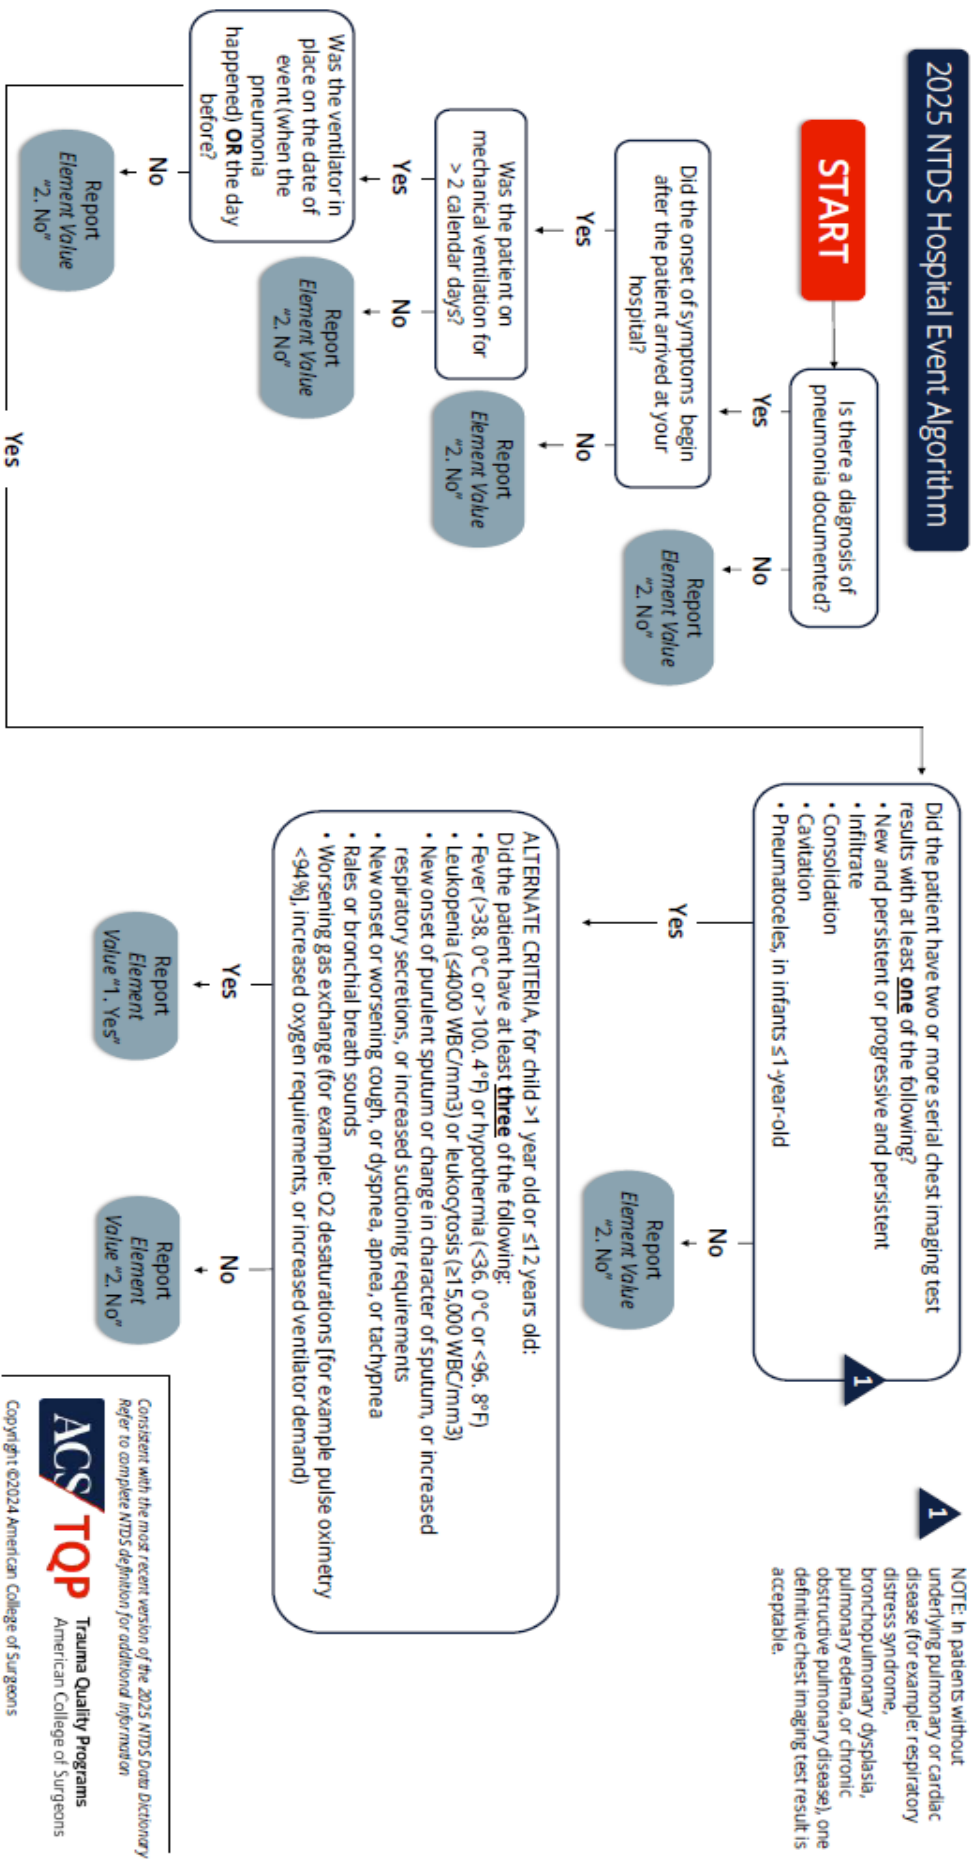 2025 NTDS Hospital Event Algorithm
START
Is there a diagnosis of
pneumonia documented?
Yes
No
Report
Element Value
"2. No"
Did the onset of symptoms begin
after the patient arrived at your
hospital?
Yes
No
Report
Element Value
"2. No"
Was the patient on
mechanical ventilation for
> 2 calendar days?
Yes
No
Report
Element Value
"2. No"
Was the ventilator in
place on the date of
event (when the
pneumonia
happened) OR the day
before?
No
Report
Element Value
"2. No"
Yes
Did the patient have two or more serial chest imaging test
results with at least one of the following?
• New and persistent or progressive and persistent
• Infiltrate
• Consolidation
• Cavitation
• Pneumatoceles, in infants ≤1-year-old
1
1
NOTE: In patients without
underlying pulmonary or cardiac
disease (for example: respiratory
distress syndrome,
bronchopulmonary dysplasia,
pulmonary edema, or chronic
obstructive pulmonary disease), one
definitive chest imaging test result is
acceptable.
Yes
No
Report
Element Value
"2. No"
ALTERNATE CRITERIA, for child >1 year old or ≤12 years old:
Did the patient have at least three of the following:
• Fever (>38. 0°C or >100. 4°F) or hypothermia (<36. 0°C or <96. 8°F)
• Leukopenia (≤4000 WBC/mm3) or leukocytosis (≥15,000 WBC/mm3)
• New onset of purulent sputum or change in character of sputum, or increased
respiratory secretions, or increased suctioning requirements
• New onset or worsening cough, or dyspnea, apnea, or tachypnea
• Rales or bronchial breath sounds
• Worsening gas exchange (for example: O2 desaturations [for example pulse oximetry
<94%], increased oxygen requirements, or increased ventilator demand)
Yes
No
Report
Element
Value "1. Yes"
Report
Element
Value "2. No"
Consistent with the most recent version of the 2025 NTDS Data Dictionary
Refer to complete NTDS definition for additional information
ACS TQP
Trauma Quality Programs
American College of Surgeons
Copyright ©2024 American College of Surgeons